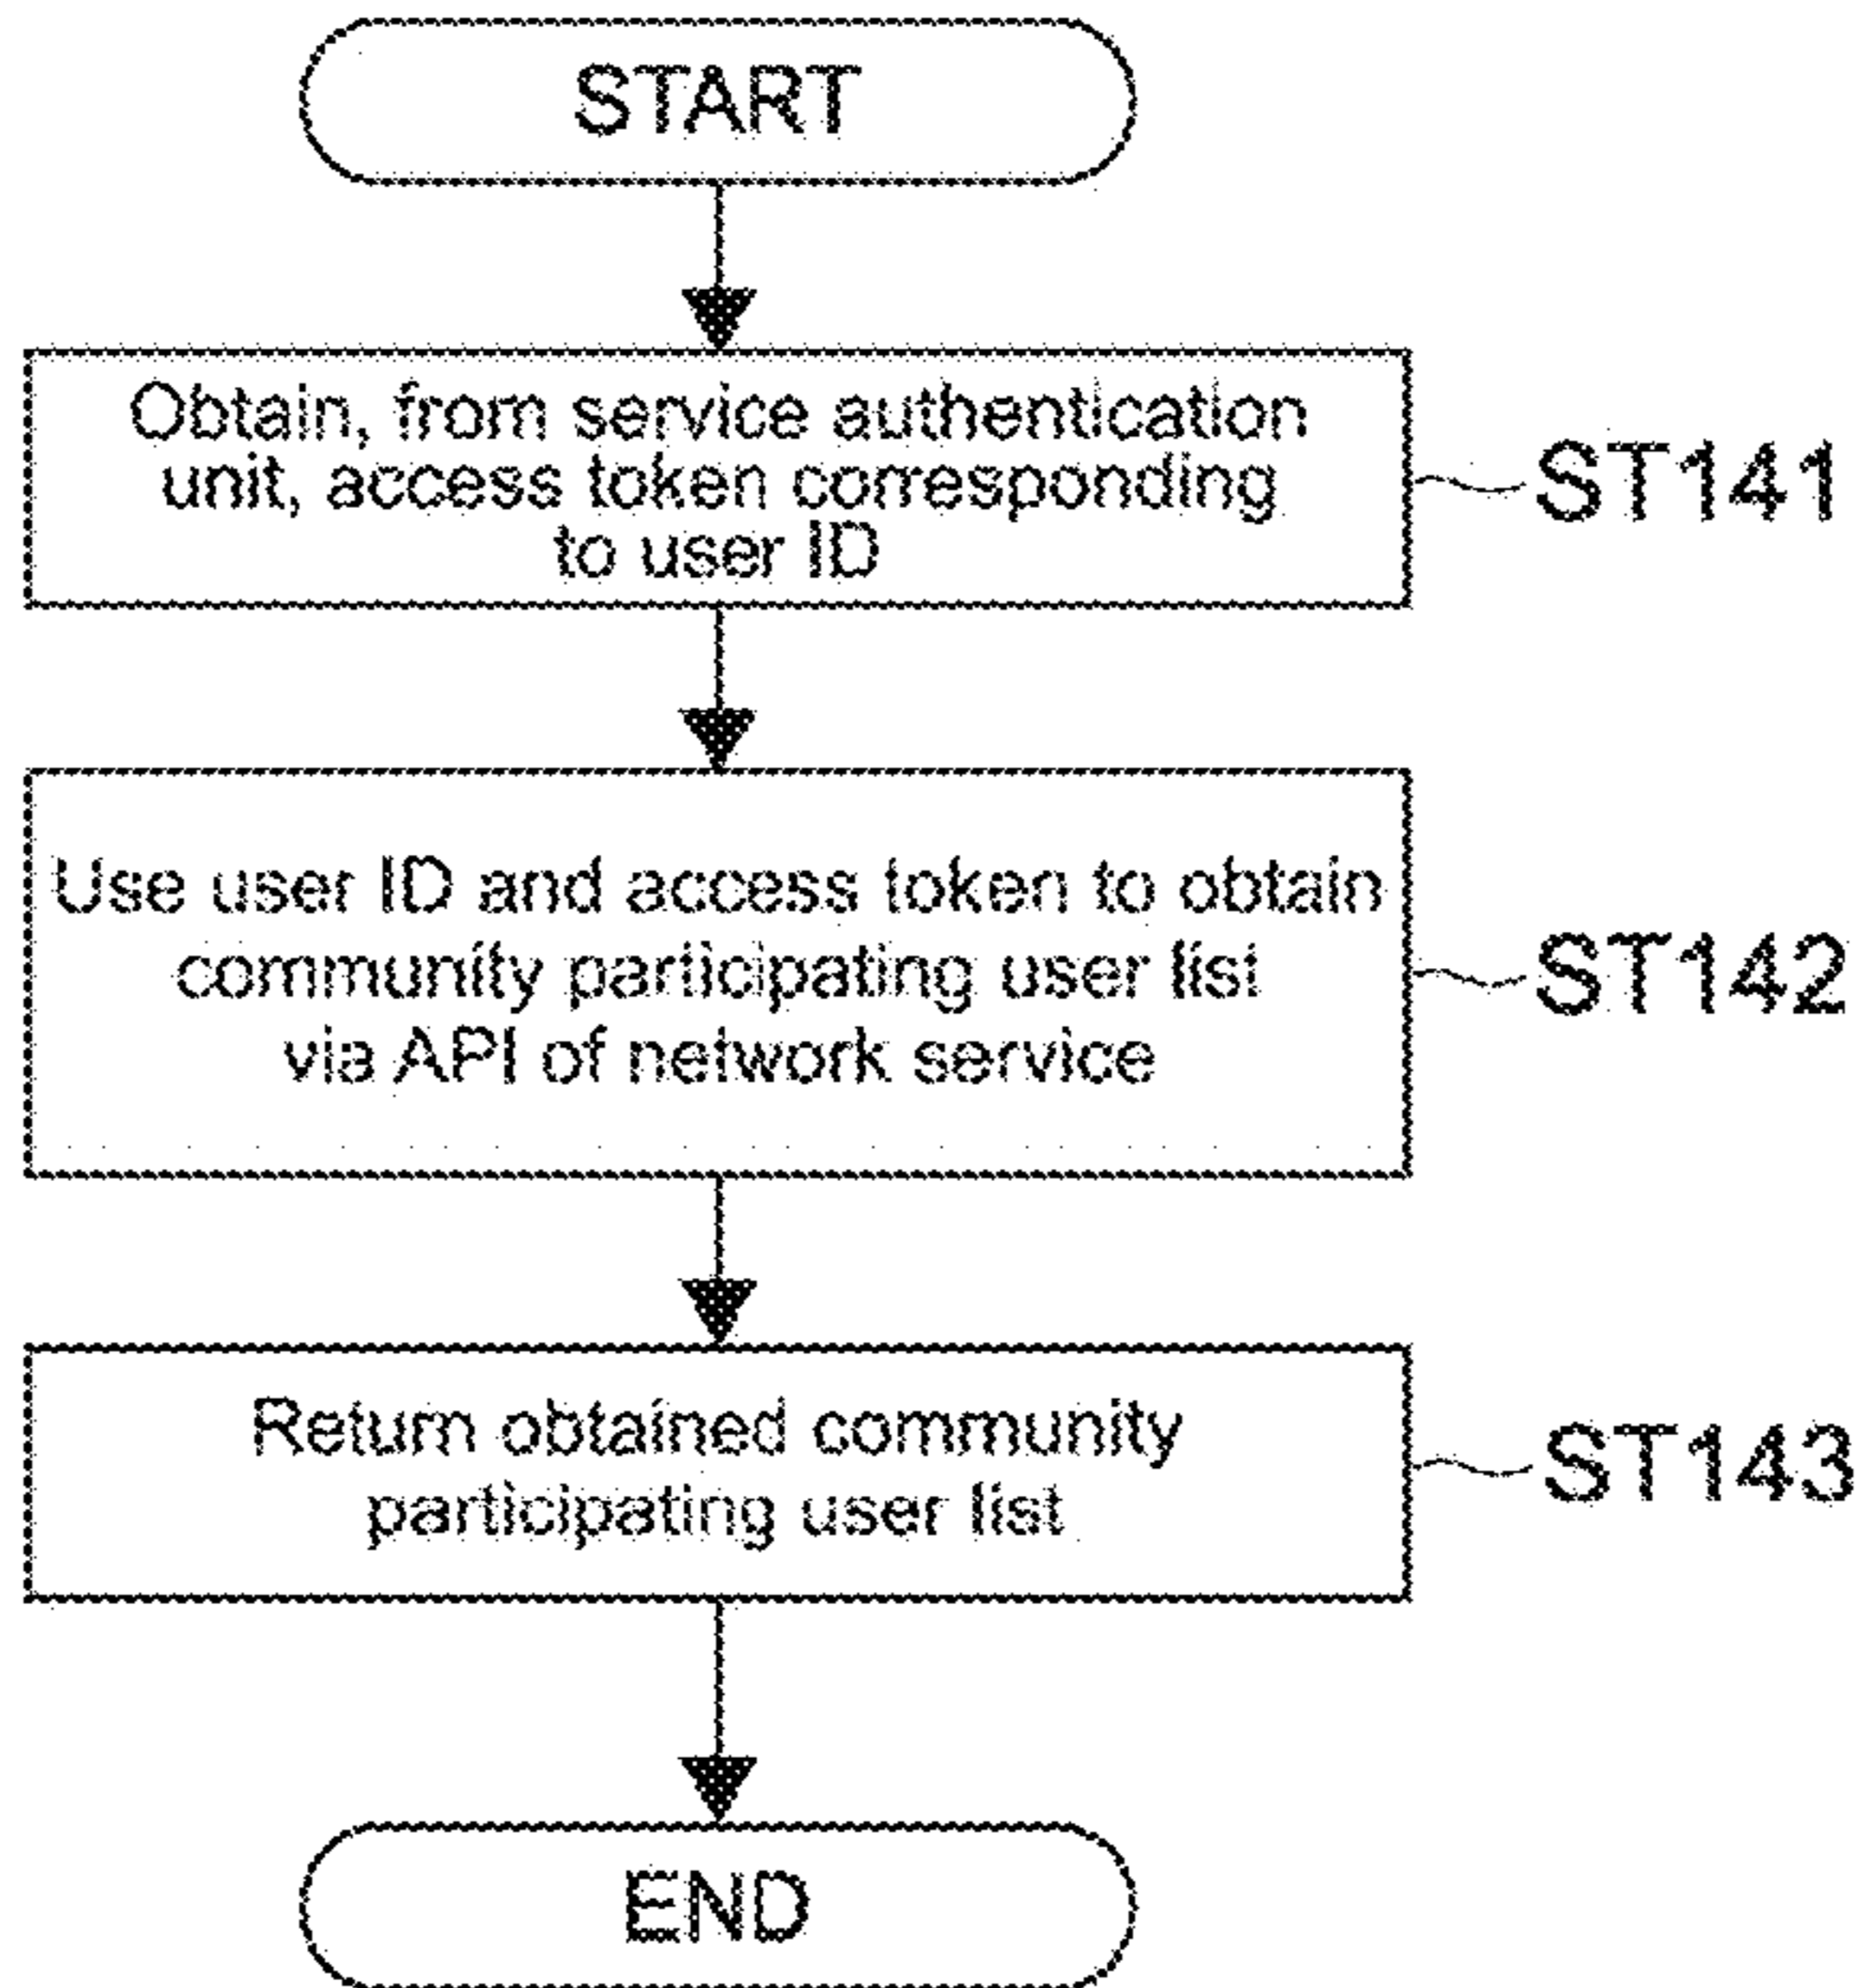 START
Obtain, from service authentication
unit, access token corresponding
to user ID
ST141
Use user ID and access token to obtain
community participating user list
via API of network service
ST142
Return obtained community
participating user list
ST143
END